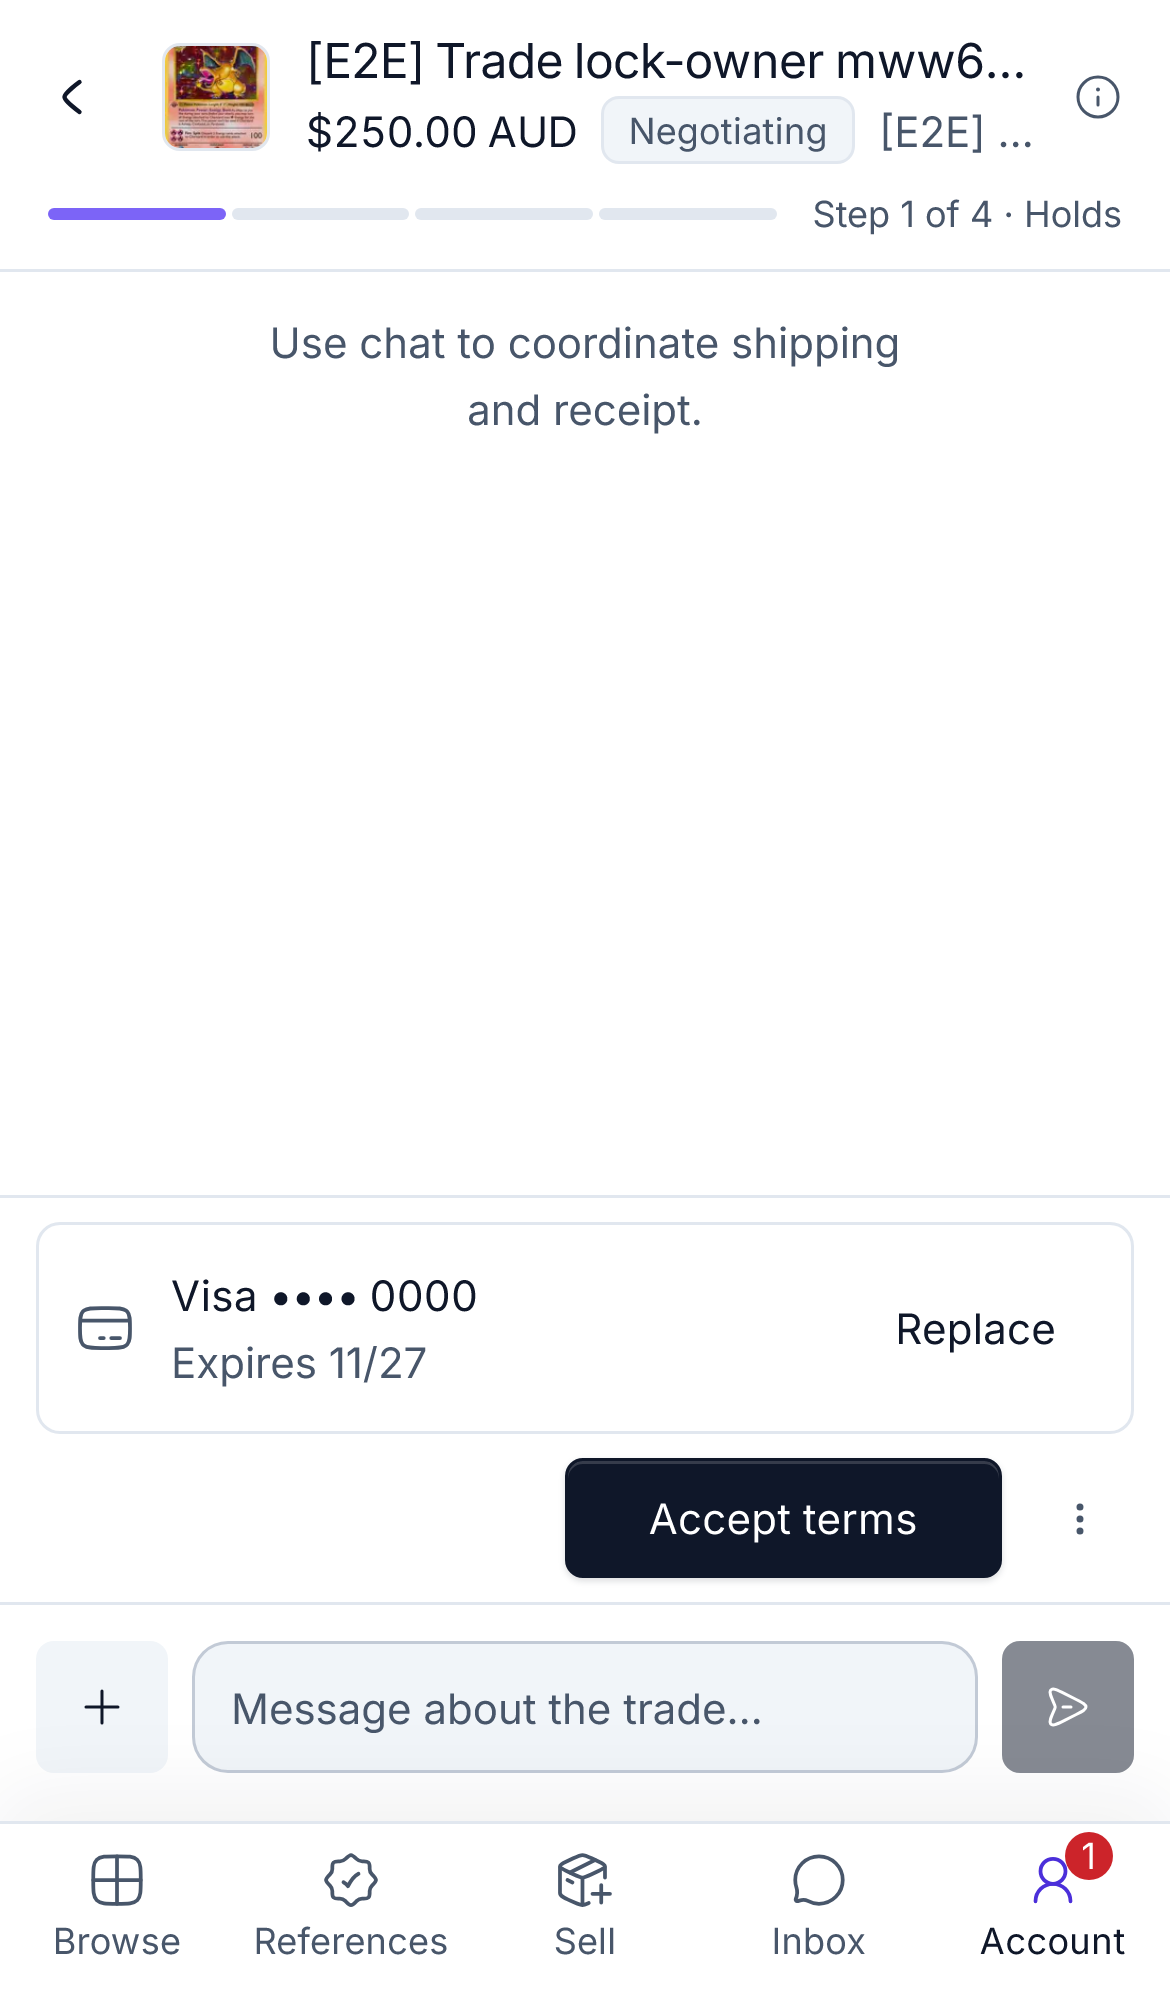 [E2E] Trade lock-owner mww6...
$250.00 AUD
Negotiating
[E2E] ...
Step 1 of 4 · Holds
Use chat to coordinate shipping
and receipt.
Visa •••• 0000
Expires 11/27
Replace
Accept terms
Message about the trade...
1
Browse
References
Sell
Inbox
Account